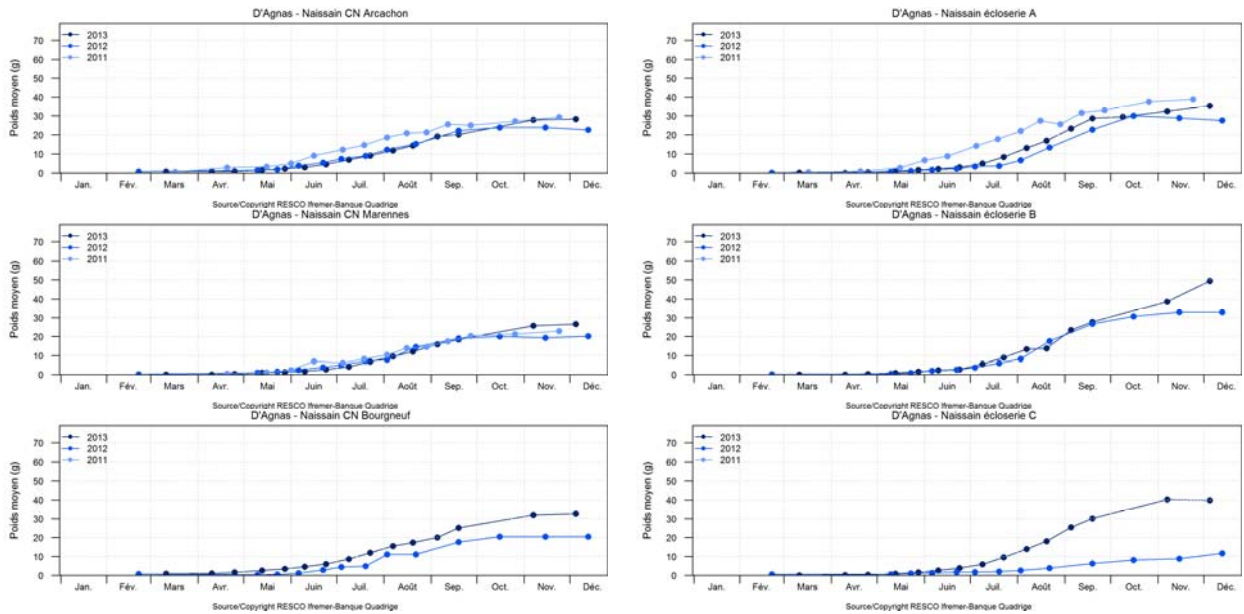 D'Agnas - Naissain CN Arcachon
Poids moyen (g)
70
60
50
40
30
20
10
0
2013
2012
2011
Jan. Fév. Mars Avr. Mai Juin Juil. Août Sep. Oct. Nov. Déc.
Source/Copyright RESCO Ifremer-Banque Quadrige
D'Agnas - Naissain écloserie A
Poids moyen (g)
70
60
50
40
30
20
10
0
2013
2012
2011
Jan. Fév. Mars Avr. Mai Juin Juil. Août Sep. Oct. Nov. Déc.
Source/Copyright RESCO Ifremer-Banque Quadrige
D'Agnas - Naissain CN Marennes
Poids moyen (g)
70
60
50
40
30
20
10
0
2013
2012
2011
Jan. Fév. Mars Avr. Mai Juin Juil. Août Sep. Oct. Nov. Déc.
Source/Copyright RESCO Ifremer-Banque Quadrige
D'Agnas - Naissain écloserie B
Poids moyen (g)
70
60
50
40
30
20
10
0
2013
2012
2011
Jan. Fév. Mars Avr. Mai Juin Juil. Août Sep. Oct. Nov. Déc.
Source/Copyright RESCO Ifremer-Banque Quadrige
D'Agnas - Naissain CN Bourgneuf
Poids moyen (g)
70
60
50
40
30
20
10
0
2013
2012
2011
Jan. Fév. Mars Avr. Mai Juin Juil. Août Sep. Oct. Nov. Déc.
Source/Copyright RESCO Ifremer-Banque Quadrige
D'Agnas - Naissain écloserie C
Poids moyen (g)
70
60
50
40
30
20
10
0
2013
2012
2011
Jan. Fév. Mars Avr. Mai Juin Juil. Août Sep. Oct. Nov. Déc.
Source/Copyright RESCO Ifremer-Banque Quadrige